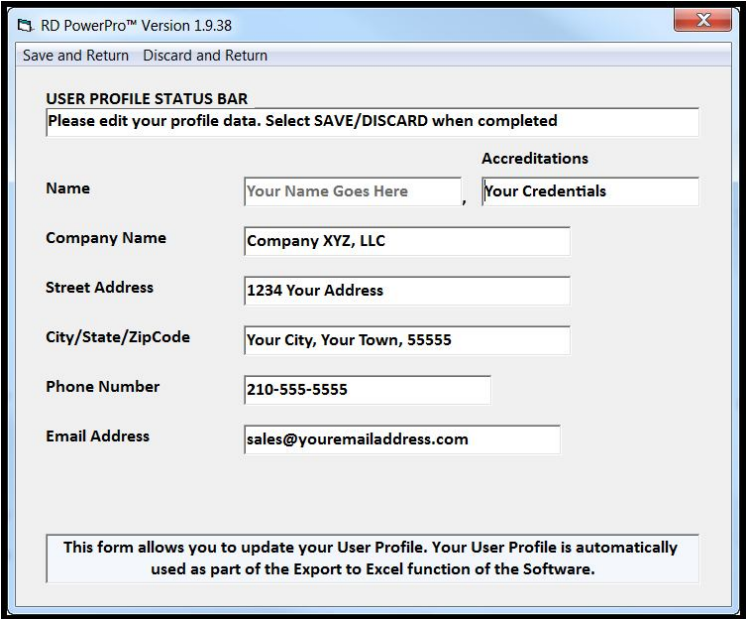 RD PowerPro™ Version 1.9.38
Save and Return Discard and Return
USER PROFILE STATUS BAR
Please edit your profile data. Select SAVE/DISCARD when completed
Accreditations
Name Your Name Goes Here , Your Credentials
Company Name Company XYZ, LLC
Street Address 1234 Your Address
City/State/ZipCode Your City, Your Town, 55555
Phone Number 210-555-5555
Email Address sales@youremailaddress.com
This form allows you to update your User Profile. Your User Profile is automatically
used as part of the Export to Excel function of the Software.